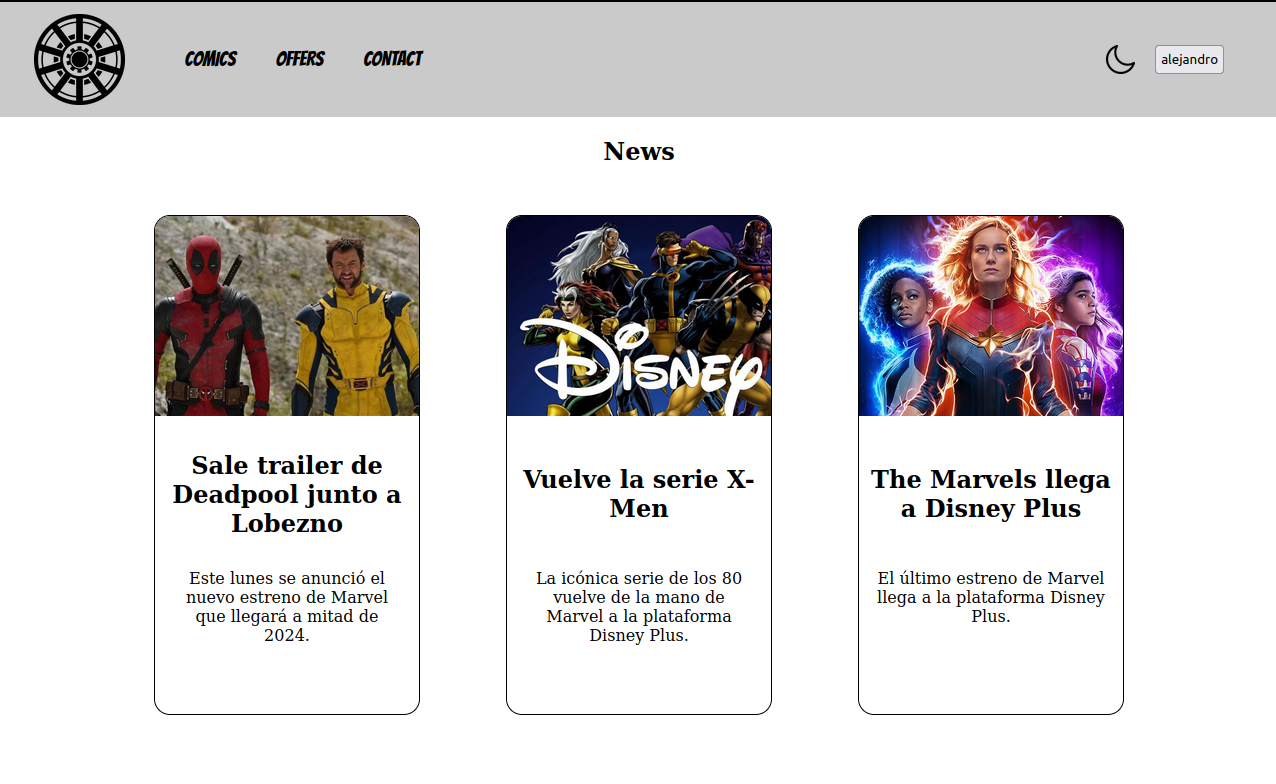 COMICS OFFERS CONTACT alejandro
News
DISNEY
Sale trailer de
Deadpool junto a
Lobezno
Vuelve la serie X-
Men
The Marvels llega
a Disney Plus
Este lunes se anunció el
nuevo estreno de Marvel
que llegará a mitad de
2024.
La icónica serie de los 80
vuelve de la mano de
Marvel a la plataforma
Disney Plus.
El último estreno de Marvel
llega a la plataforma Disney
Plus.